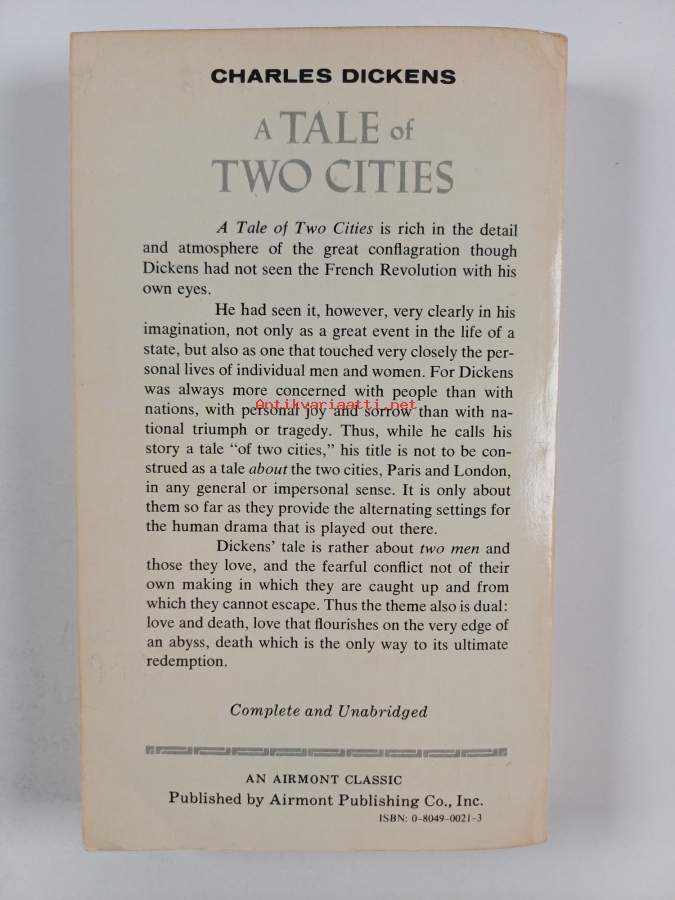 CHARLES DICKENS
A TALE of
TWO CITIES
A Tale of Two Cities is rich in the detail
and atmosphere of the great conflagration though
Dickens had not seen the French Revolution with his
own eyes.
He had seen it, however, very clearly in his
imagination, not only as a great event in the life of a
state, but also as one that touched very closely the per-
sonal lives of individual men and women. For Dickens
was always more concerned with people than with
Antikvariaatti.net
nations, with personal joy and sorrow than with na-
tional triumph or tragedy. Thus, while he calls his
story a tale “of two cities,” his title is not to be con-
strued as a tale about the two cities, Paris and London,
in any general or impersonal sense. It is only about
them so far as they provide the alternating settings for
the human drama that is played out there.
Dickens’ tale is rather about two men and
those they love, and the fearful conflict not of their
own making in which they are caught up and from
which they cannot escape. Thus the theme also is dual:
love and death, love that flourishes on the very edge of
an abyss, death which is the only way to its ultimate
redemption.
Complete and Unabridged
AN AIRMONT CLASSIC
Published by Airmont Publishing Co., Inc.
ISBN: 0-8049-0021-3